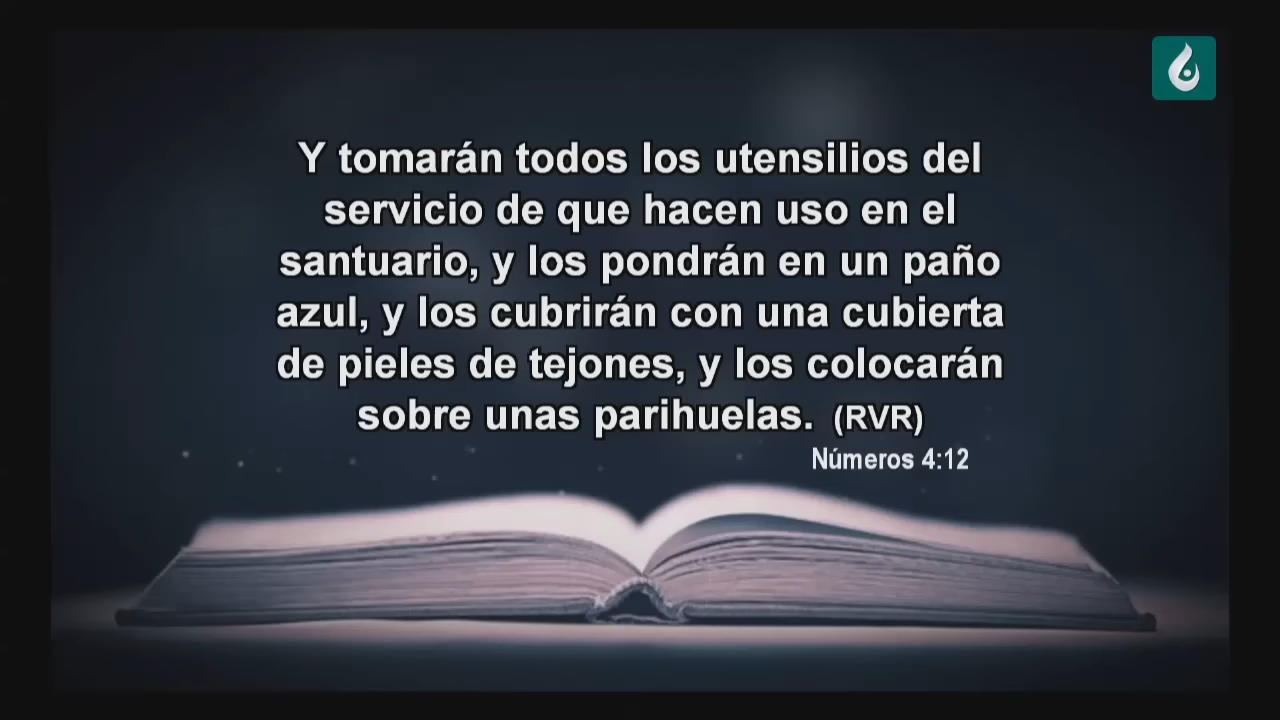 Y tomarán todos los utensilios del
servicio de que hacen uso en el
santuario, y los pondrán en un paño
azul, y los cubrirán con una cubierta
de pieles de tejones, y los colocarán
sobre unas parihuelas. (RVR)
Números 4:12